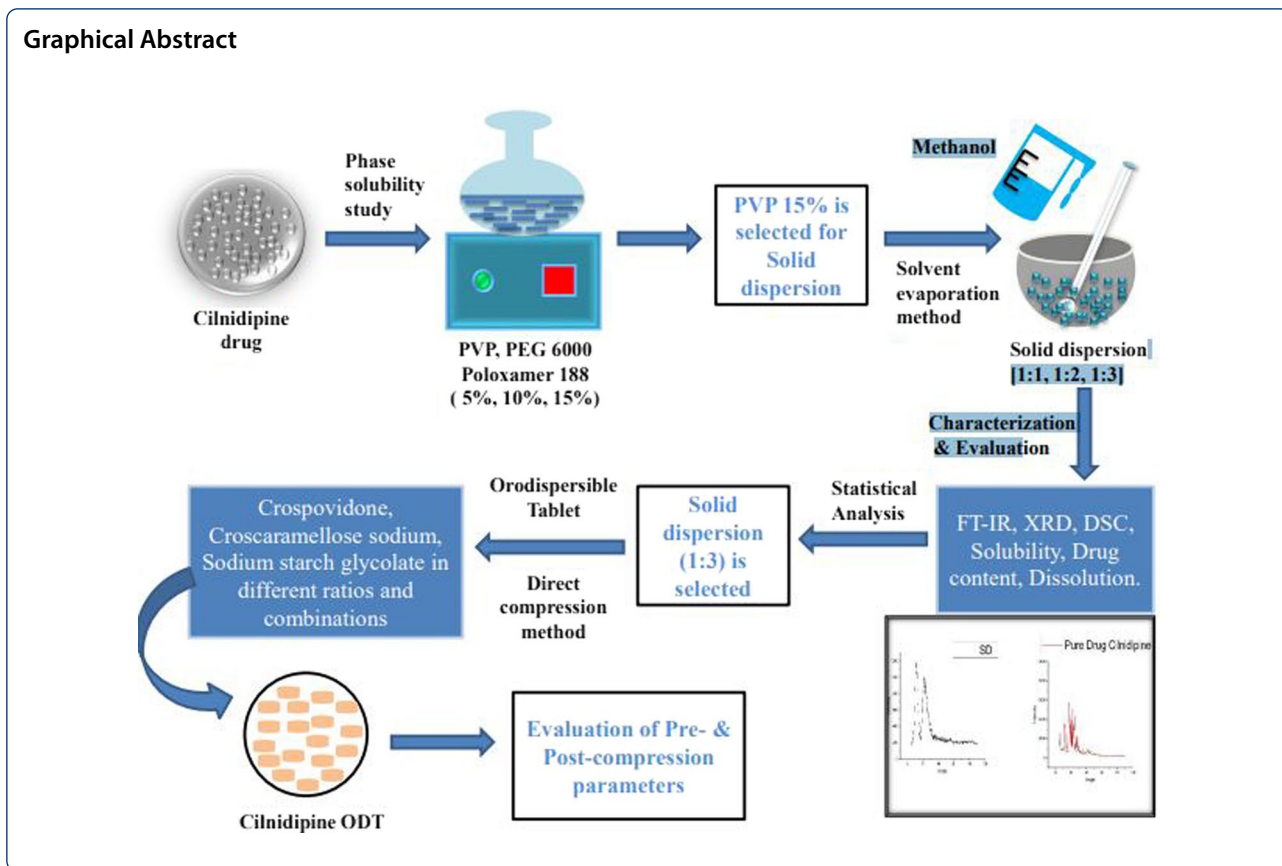 Graphical Abstract
Cilnidipine
drug
Phase
solubility
study
PVP, PEG 6000
Poloxamer 188
( 5%, 10%, 15%)
PVP 15% is
selected for
Solid
dispersion
Solvent
evaporation
method
Methanol
Solid dispersion
[1:1, 1:2, 1:3]
Characterization
& Evaluation
FT-IR, XRD, DSC,
Solubility, Drug
content, Dissolution.
SD
Pure Drug Cilnidipine
Statistical
Analysis
Solid
dispersion
(1:3) is
selected
Orodispersible
Tablet
Direct
compression
method
Crospovidone,
Croscaramellose sodium,
Sodium starch glycolate in
different ratios and
combinations
Cilnidipine ODT
Evaluation of Pre- &
Post-compression
parameters